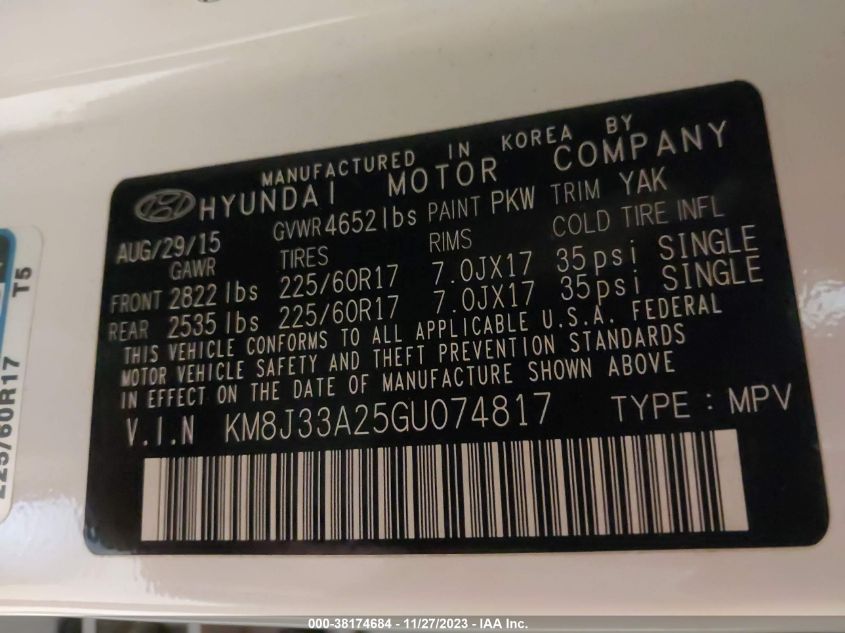 MANUFACTURED IN KOREA BY
HYUNDAI MOTOR COMPANY
AUG/29/15 GVWR 4652 lbs PAINT PKW TRIM YAK
GAWR TIRES RIMS COLD TIRE INFL
FRONT 2822 lbs 225/60R17 7.0JX17 35psi SINGLE
REAR 2535 lbs 225/60R17 7.0JX17 35psi SINGLE
THIS VEHICLE CONFORMS TO ALL APPLICABLE U.S.A. FEDERAL
MOTOR VEHICLE SAFETY AND THEFT PREVENTION STANDARDS
IN EFFECT ON THE DATE OF MANUFACTURE SHOWN ABOVE
V.I.N KM8J33A25GU074817 TYPE : MPV
T5
225/60R17
000-38174684 - 11/27/2023 - IAA Inc.